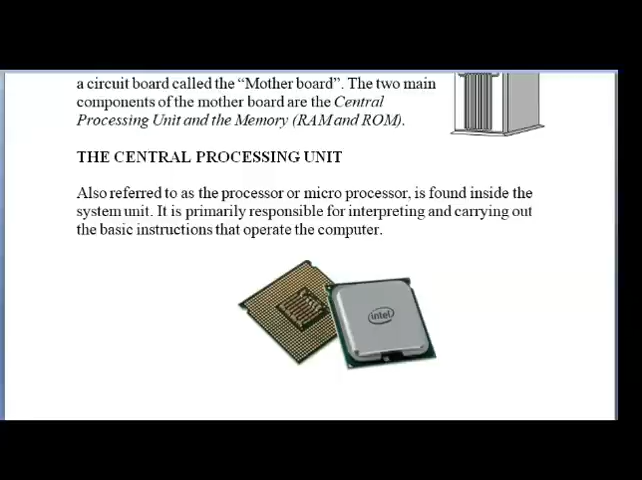 a circuit board called the “Mother board”. The two main
components of the mother board are the Central
Processing Unit and the Memory (RAM and ROM).
THE CENTRAL PROCESSING UNIT
Also referred to as the processor or micro processor, is found inside the
system unit. It is primarily responsible for interpreting and carrying out
the basic instructions that operate the computer.
intel